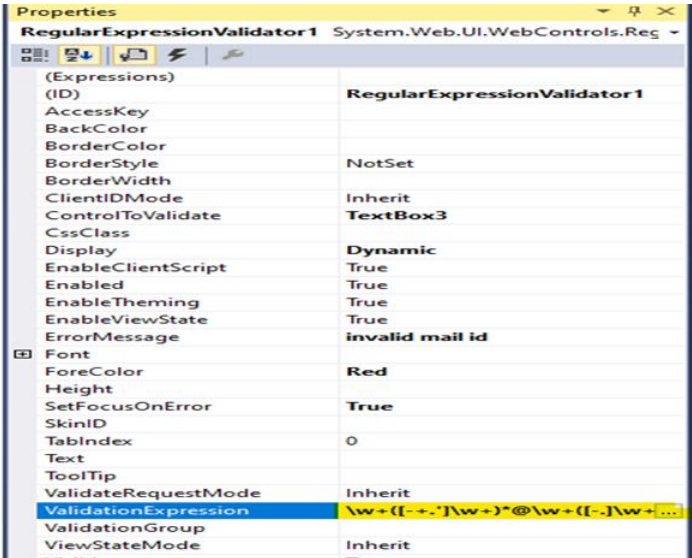 Properties
RegularExpressionValidator1 System.Web.UI.WebControls.Reg
(Expressions)
(ID) RegularExpressionValidator1
AccessKey
BackColor
BorderColor
BorderStyle NotSet
BorderWidth
ClientIDMode Inherit
ControlToValidate TextBox3
CssClass
Display Dynamic
EnableClientScript True
Enabled True
EnableTheming True
EnableViewState True
ErrorMessage invalid mail id
Font
ForeColor Red
Height
SetFocusOnError True
SkinID
TabIndex 0
Text
ToolTip
ValidateRequestMode Inherit
ValidationExpression \w+([-+.']\w+)*@\w+([-.]\w+ ...
ValidationGroup
ViewStateMode Inherit